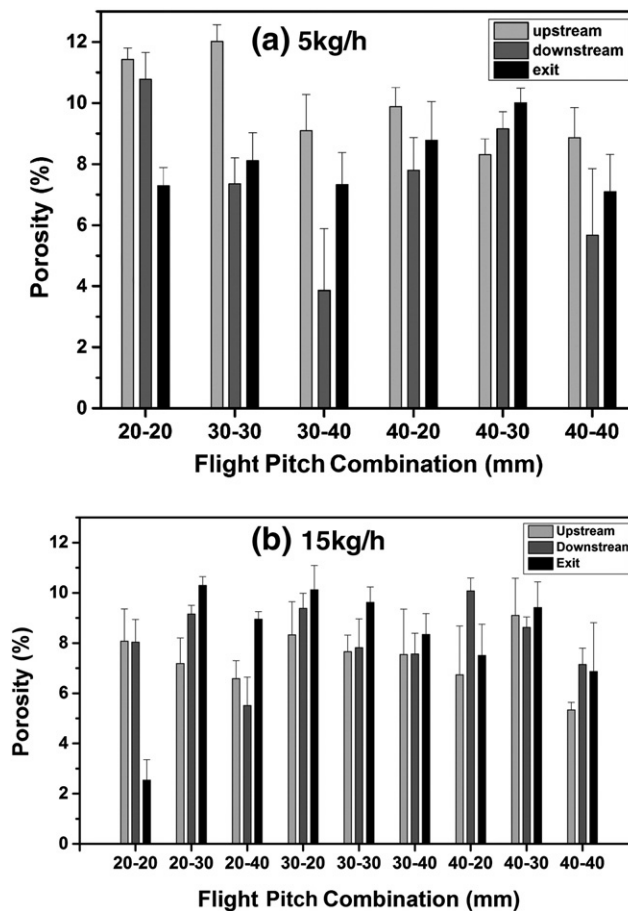 (a) 5kg/h
upstream
downstream
exit
Porosity (%)
12
10
8
6
4
2
0
20-20 30-30 30-40 40-20 40-30 40-40
Flight Pitch Combination (mm)
(b) 15kg/h
Upstream
Downstream
Exit
Porosity (%)
12
10
8
6
4
2
0
20-20 20-30 20-40 30-20 30-30 30-40 40-20 40-30 40-40
Flight Pitch Combination (mm)